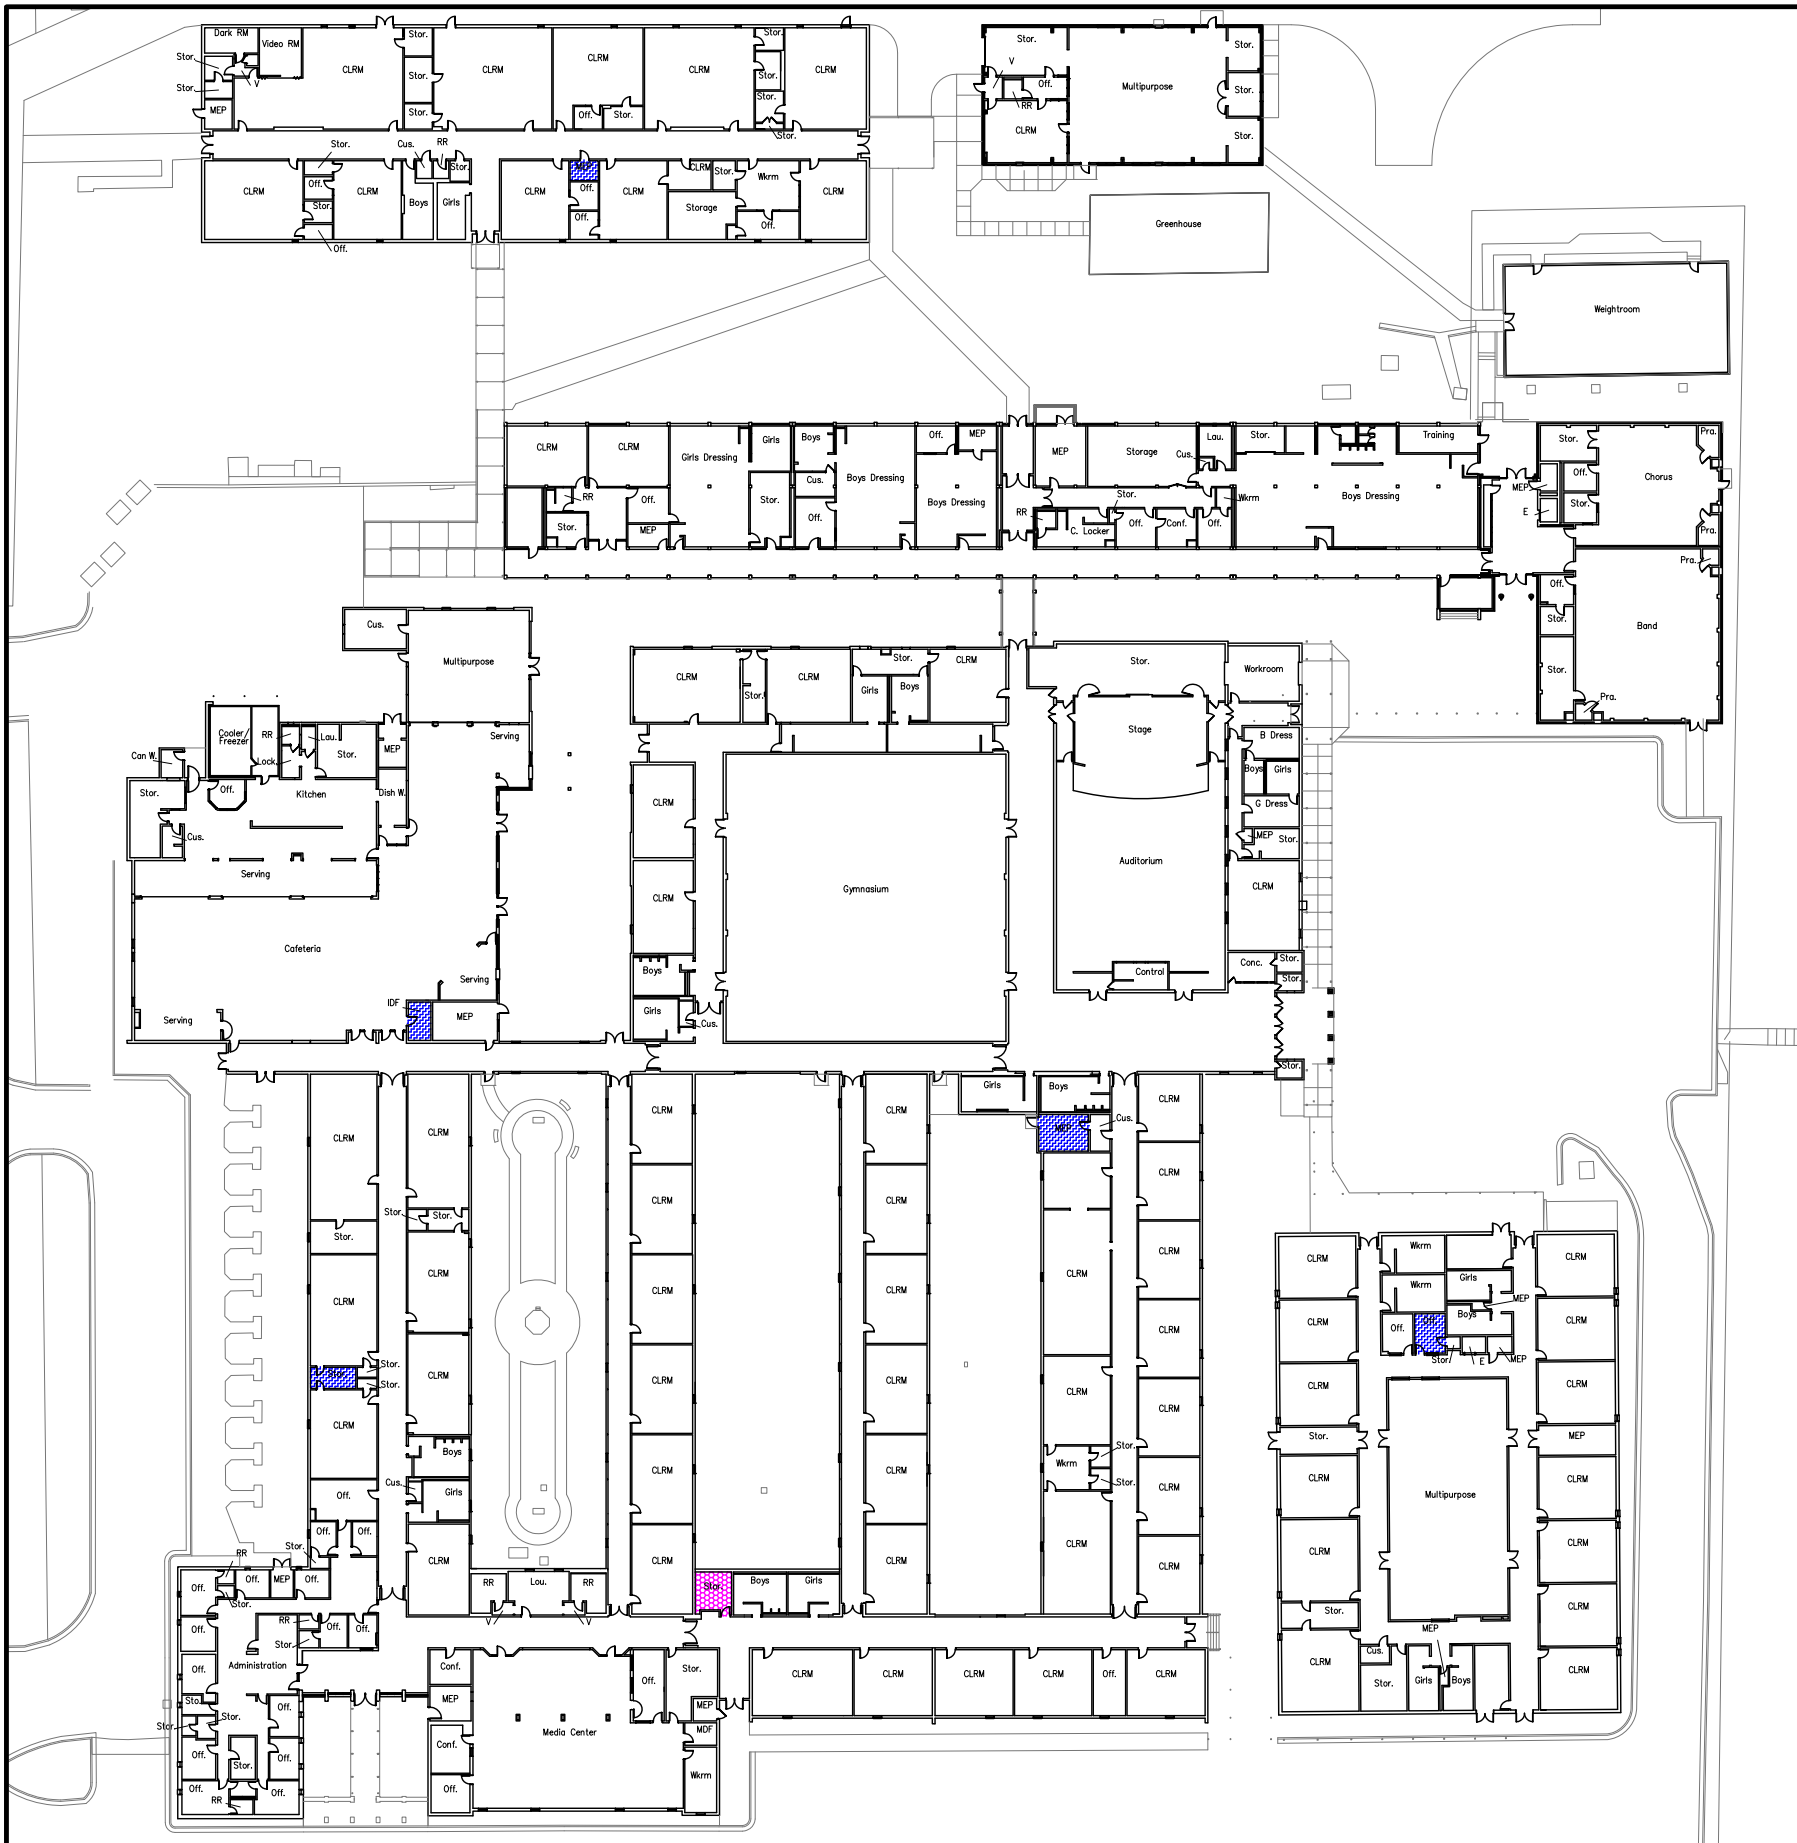 Dark RM
Video RM
Stor.
Stor.
V
MEP
CLRM
Stor.
Stor.
Stor.
CLRM
CLRM
Off.
Stor.
CLRM
Stor.
Stor.
Stor.
Stor.
CLRM
CLRM
Stor.
Off.
Stor.
Off.
CLRM
Cus.
RR
Stor.
Boys
Girls
CLRM
Off.
Off.
CLRM
CLRM
Stor.
Storage
Wkrm
Off.
CLRM
Stor.
V
Off.
RR
CLRM
Multipurpose
Stor.
Stor.
Stor.
Greenhouse
Weightroom
CLRM
CLRM
Girls Dressing
Girls
Boys
Boys Dressing
Off.
MEP
Boys Dressing
RR
Stor.
Off.
MEP
Stor.
Cus.
Off.
MEP
Storage
Lau.
Cus.
Stor.
Training
Boys Dressing
RR
C. Locker
Stor.
Off.
Conf.
Off.
Wkrm
Stor.
Off.
Stor.
MEP
E
Chorus
Pra.
Pra.
Pra.
Off.
Stor.
Stor.
Band
Pra.
Cus.
Multipurpose
CLRM
Stor.
CLRM
Stor.
Girls
Boys
CLRM
Stor.
Workroom
Stage
B Dress
Boys
Girls
G Dress
MEP
Stor.
CLRM
Auditorium
Control
Conc.
Stor.
Stor.
Stor.
Cooler/
Freezer
RR
Lau.
Lock.
Stor.
MEP
Serving
Can W.
Stor.
Off.
Kitchen
Dish W.
Cus.
Serving
Cafeteria
Serving
Serving
IDF
MEP
CLRM
CLRM
Boys
Girls
Cus.
Gymnasium
CLRM
Stor.
CLRM
Stor.
Stor.
Stor.
CLRM
Off.
Off.
Off.
Stor.
CLRM
Stor.
Stor.
CLRM
CLRM
Boys
Cus.
Girls
CLRM
RR
Lou.
RR
V
V
CLRM
CLRM
CLRM
CLRM
CLRM
CLRM
Stor.
Boys
Girls
CLRM
CLRM
CLRM
CLRM
CLRM
CLRM
Girls
Boys
MEP
Cus.
CLRM
CLRM
Wkrm
Stor.
Stor.
CLRM
CLRM
CLRM
CLRM
CLRM
CLRM
CLRM
CLRM
CLRM
CLRM
CLRM
Stor.
CLRM
CLRM
CLRM
Wkrm
Wkrm
Girls
Boys
MEP
Off.
Stor.
E
MEP
Multipurpose
CLRM
CLRM
CLRM
MEP
CLRM
CLRM
CLRM
CLRM
Stor.
MEP
Cus.
Stor.
Girls
Boys
RR
Off.
Off.
MEP
Off.
Stor.
Off.
RR
Stor.
Off.
Off.
Administration
Off.
Sto.
Stor.
Stor.
Off.
Off.
Off.
Stor.
Off.
Off.
RR
Conf.
MEP
Conf.
Off.
Media Center
Off.
Stor.
MEP
MDF
Wkrm
CLRM
CLRM
CLRM
CLRM
Off.
CLRM